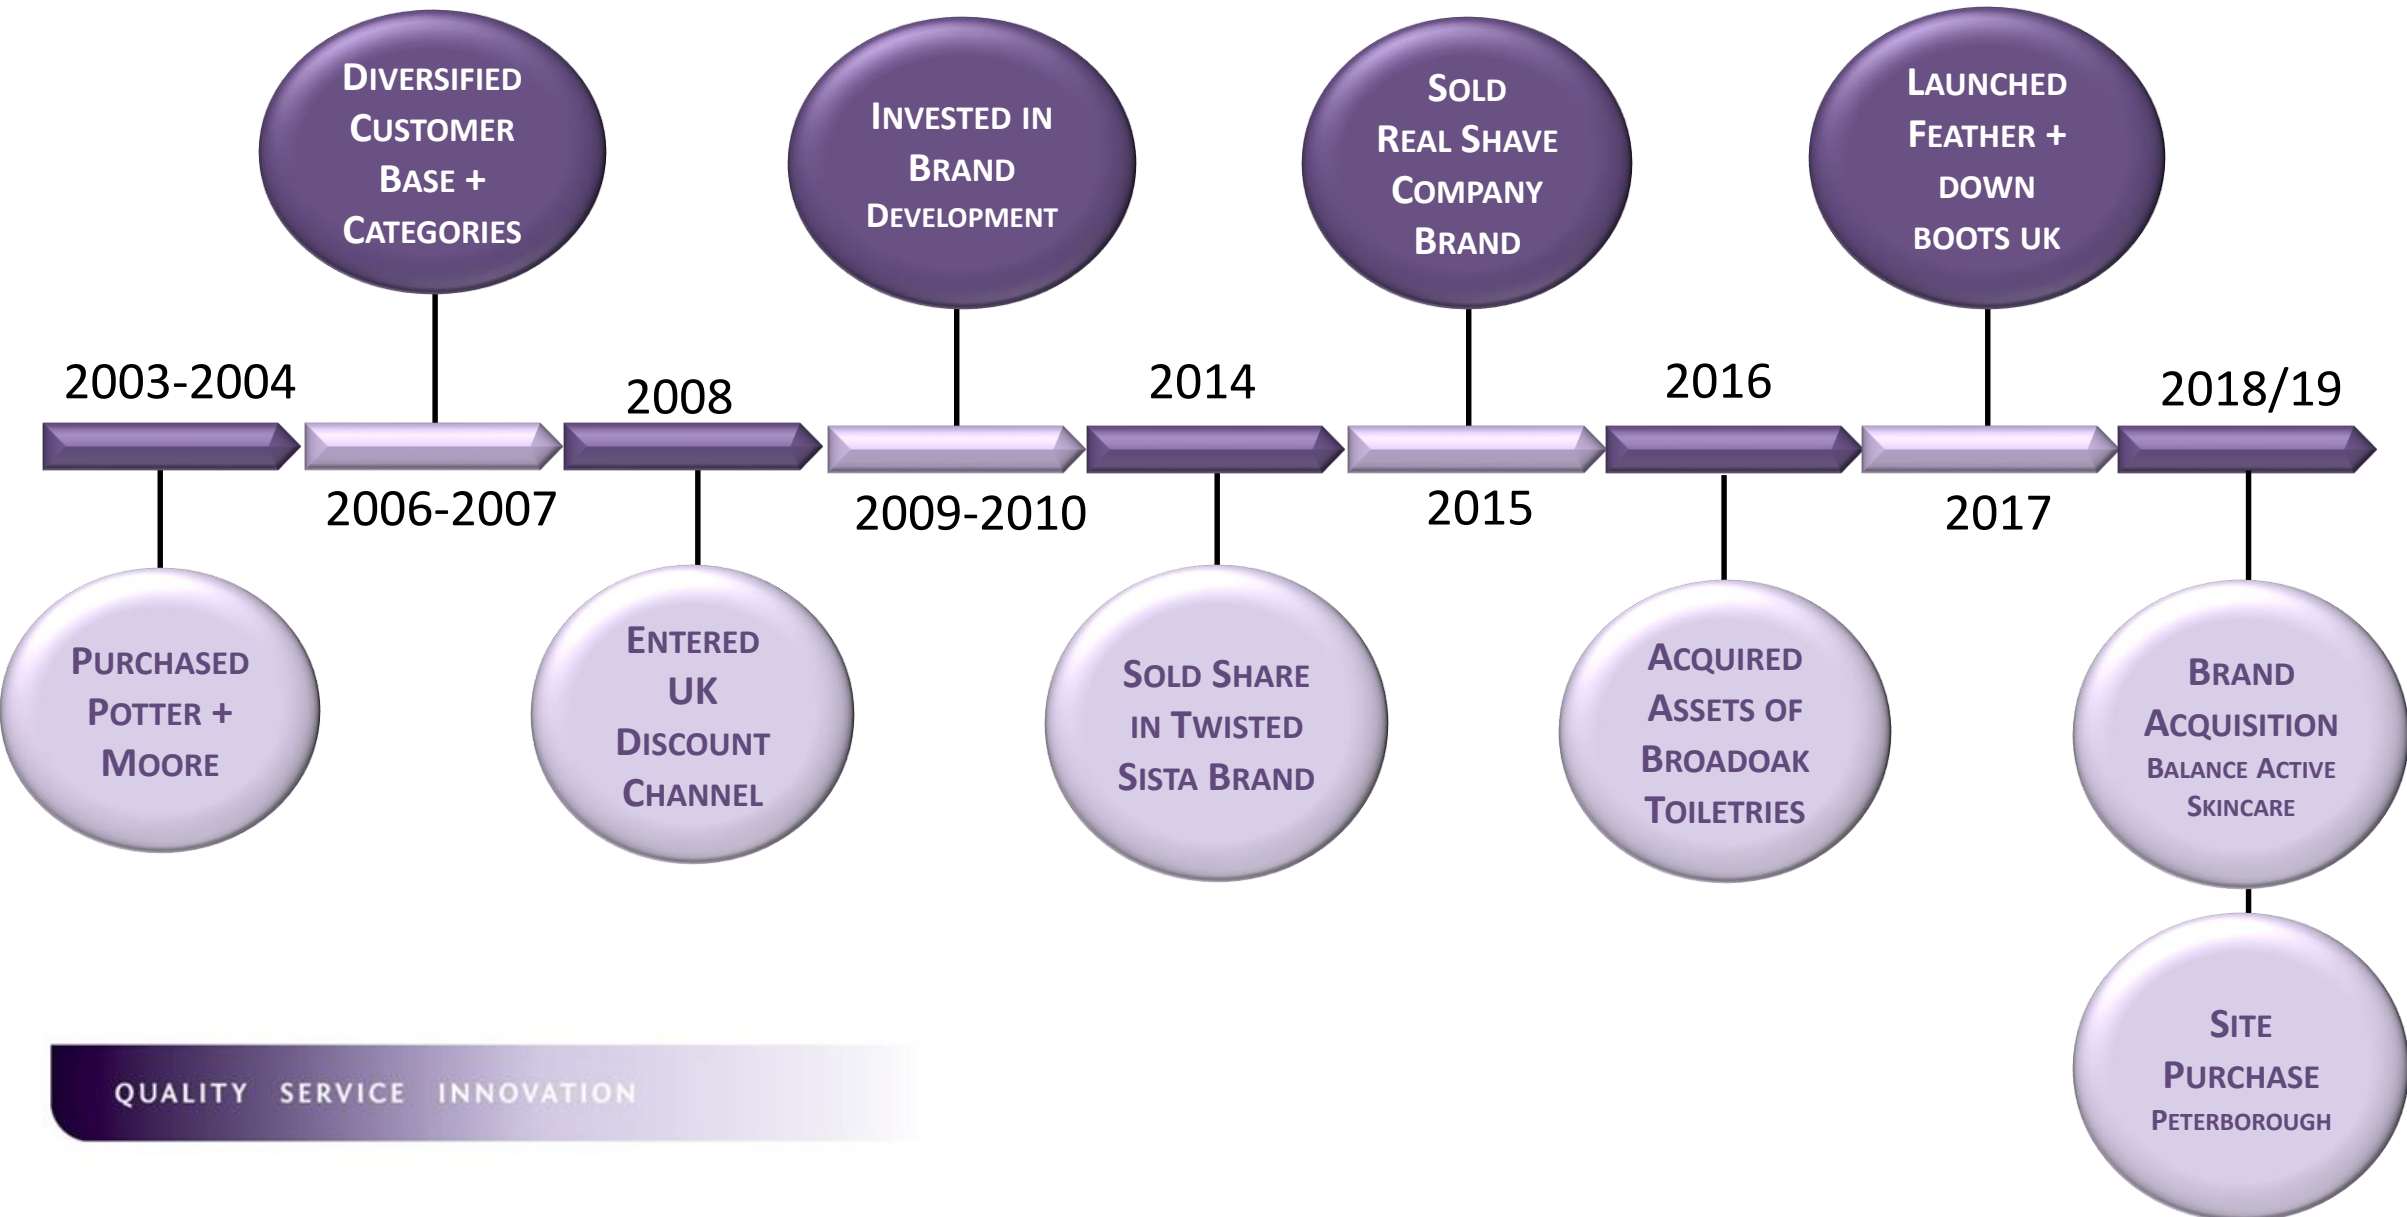 DIVERSIFIED
CUSTOMER
BASE +
CATEGORIES
INVESTED IN
BRAND
DEVELOPMENT
SOLD
REAL SHAVE
COMPANY
BRAND
LAUNCHED
FEATHER +
DOWN
BOOTS UK
2003-2004
2008
2014
2016
2018/19
2006-2007
2009-2010
2015
2017
PURCHASED
POTTER +
MOORE
ENTERED
UK
DISCOUNT
CHANNEL
SOLD SHARE
IN TWISTED
SISTA BRAND
ACQUIRED
ASSETS OF
BROADOAK
TOILETRIES
BRAND
ACQUISITION
BALANCE ACTIVE
SKINCARE
SITE
PURCHASE
PETERBOROUGH
QUALITY SERVICE INNOVATION